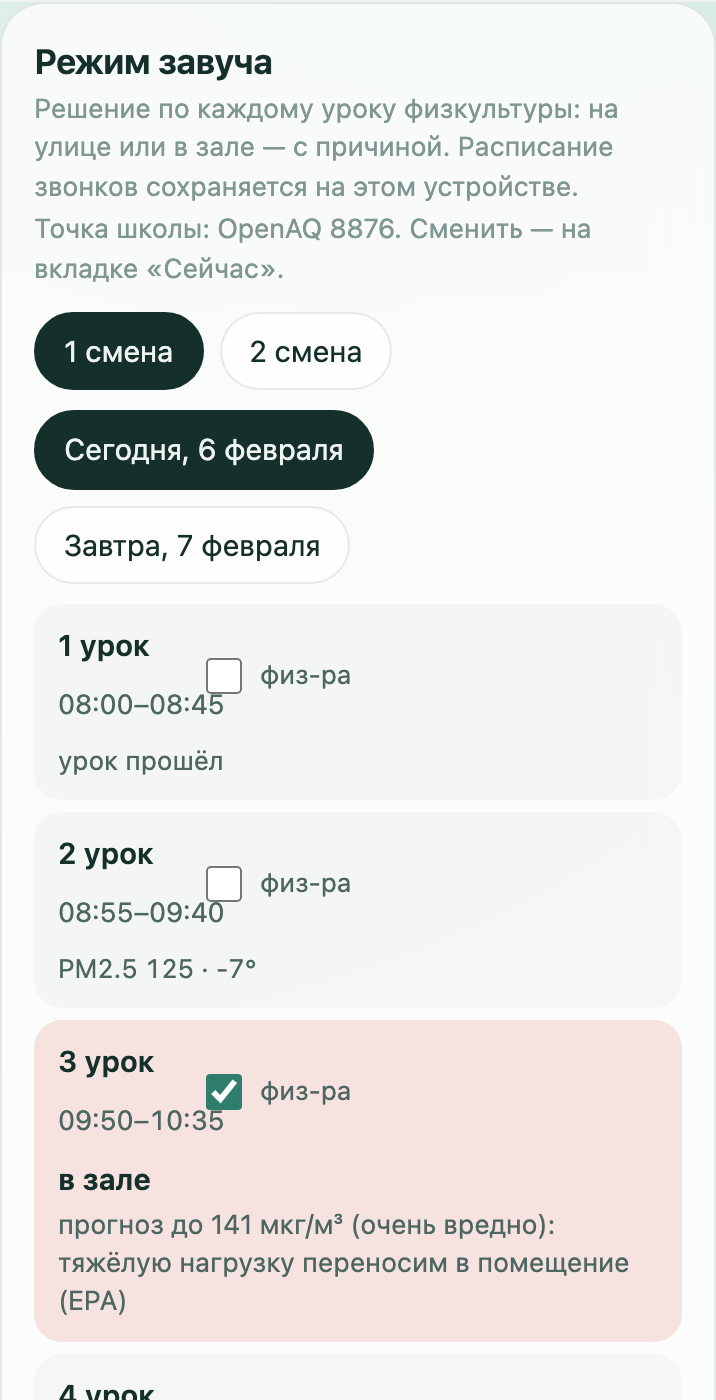 Режим завуча
Решение по каждому уроку физкультуры: на
улице или в зале — с причиной. Расписание
звонков сохраняется на этом устройстве.
Точка школы: OpenAQ 8876. Сменить — на
вкладке «Сейчас».
1 смена
2 смена
Сегодня, 6 февраля
Завтра, 7 февраля
1 урок
физ-ра
08:00–08:45
урок прошёл
2 урок
физ-ра
08:55–09:40
PM2.5 125 · -7°
3 урок
физ-ра
09:50–10:35
в зале
прогноз до 141 мкг/м³ (очень вредно):
тяжёлую нагрузку переносим в помещение
(EPA)
4 урок